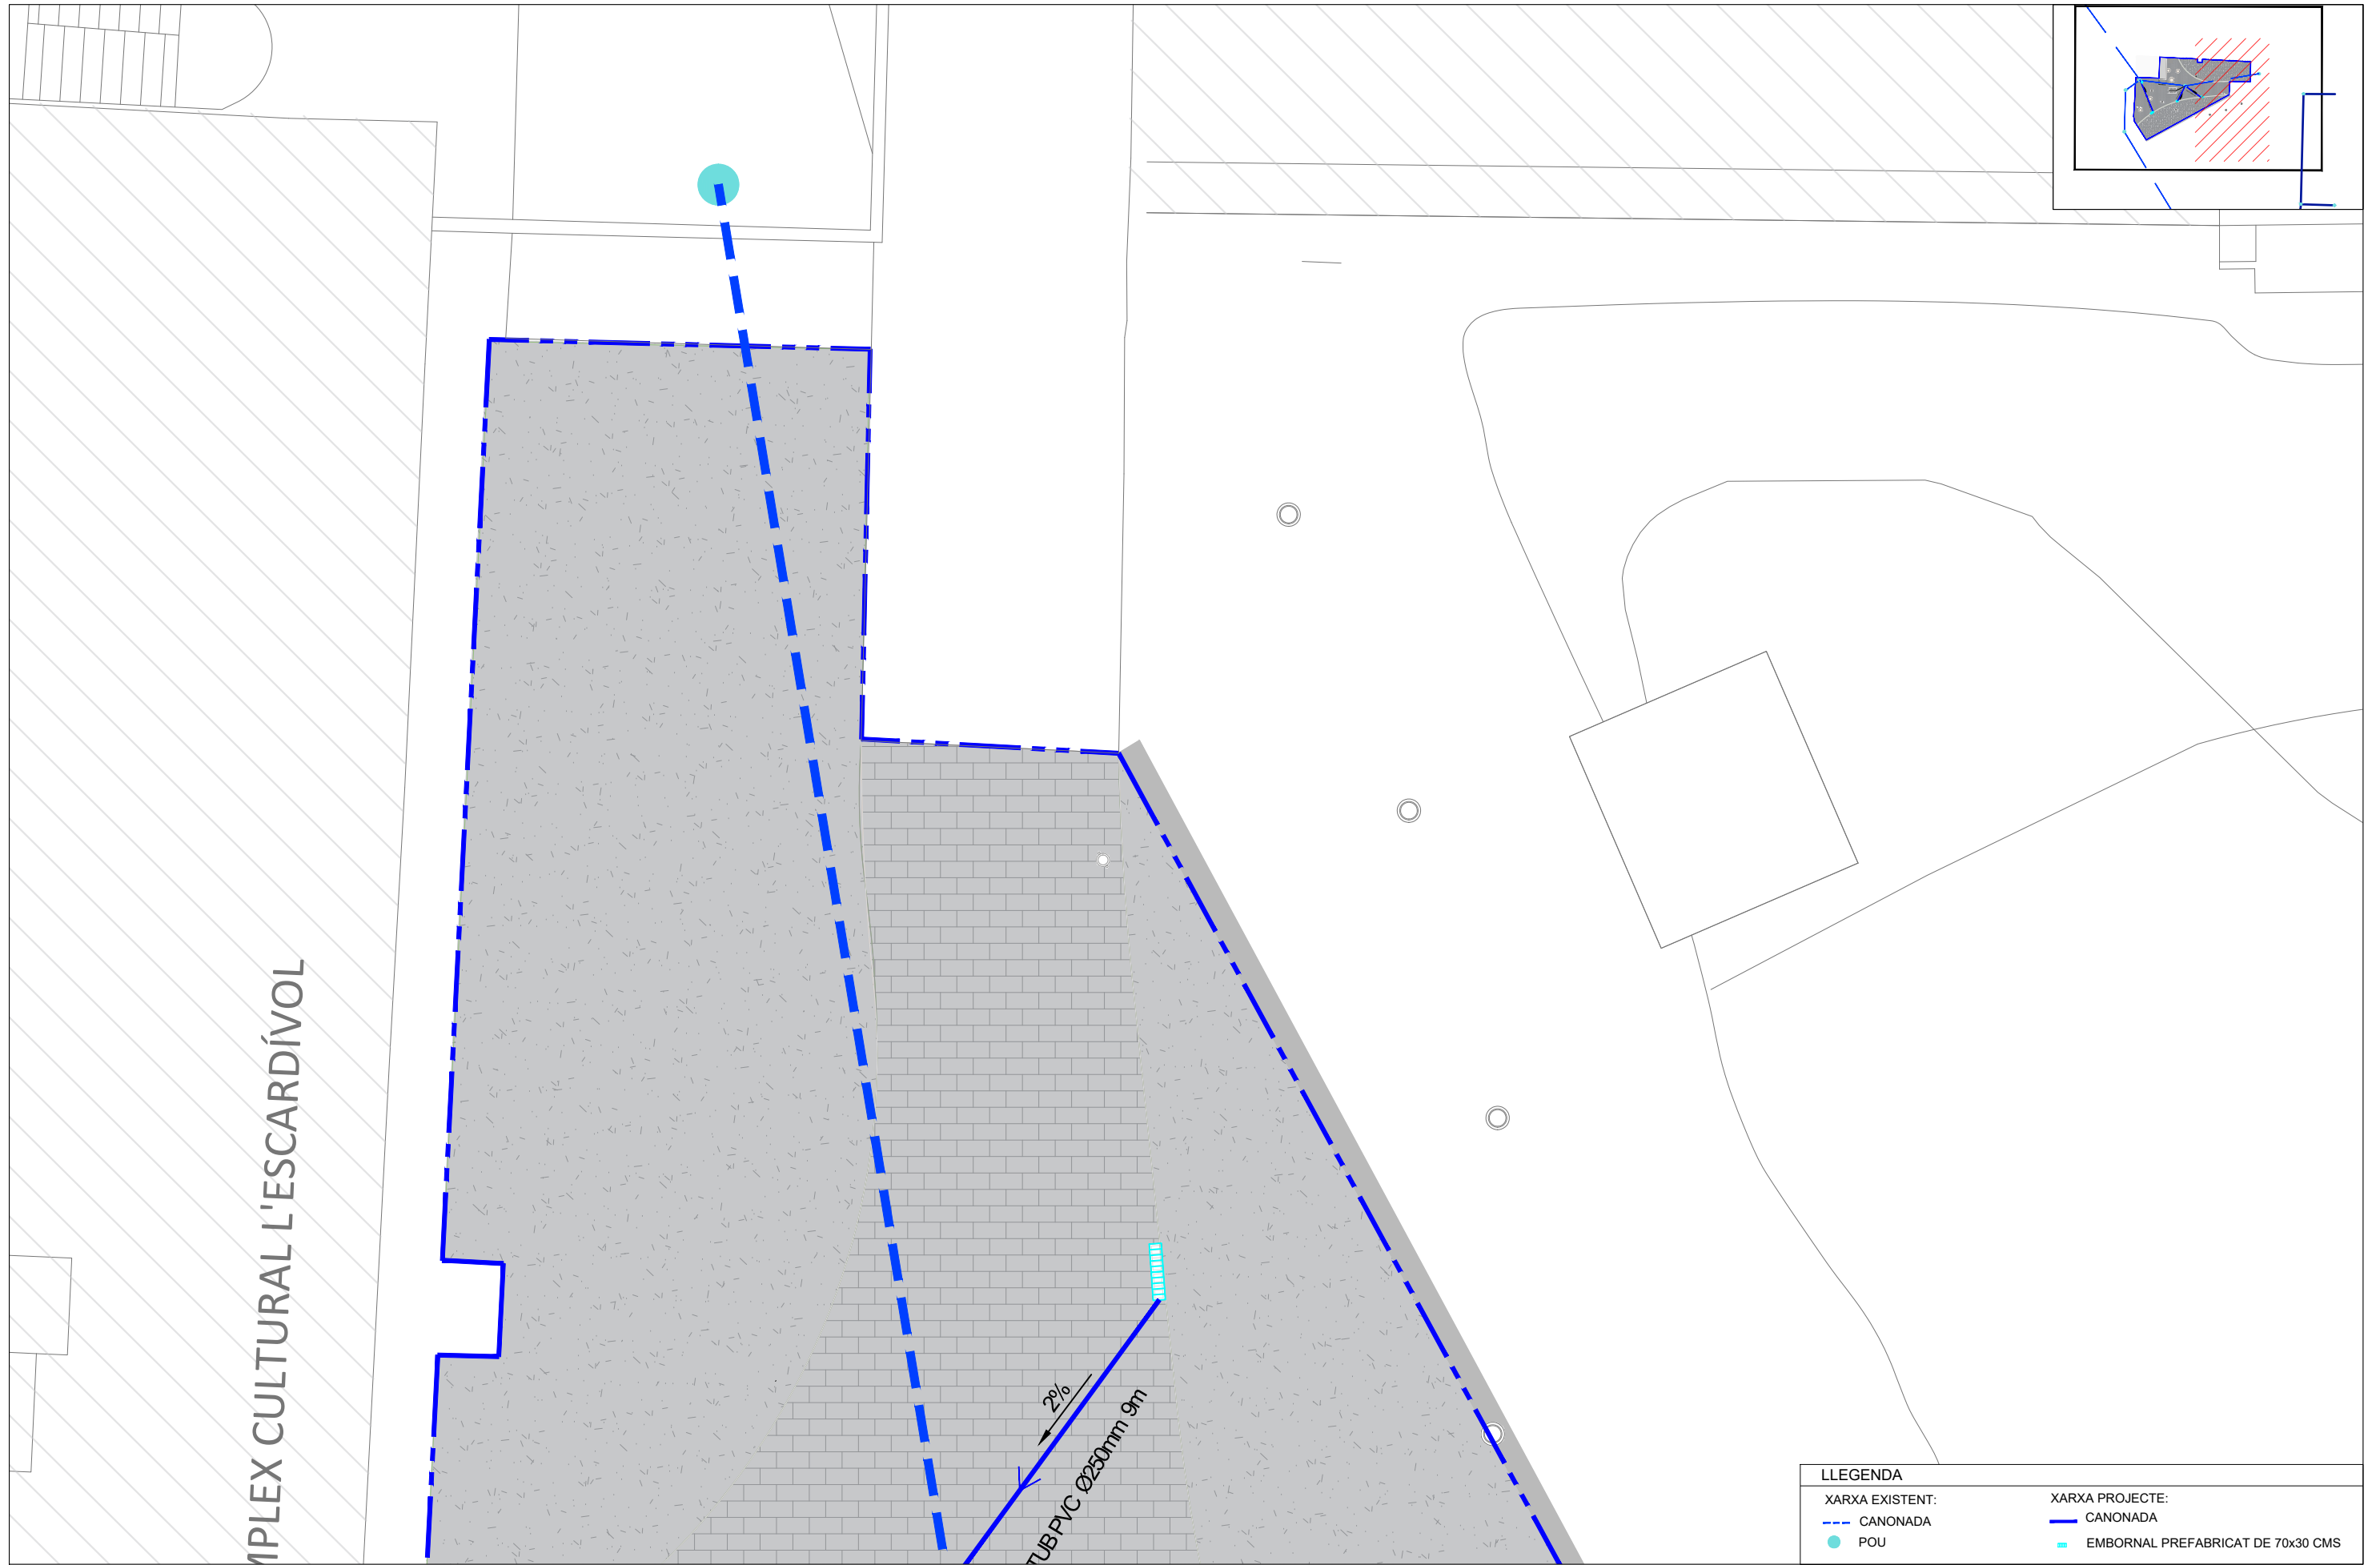 MPLEX CULTURAL L'ESCARDÍVOL
2%
TUB PVC Ø250mm 9m
LLEGENDA
XARXA EXISTENT:
CANONADA
POU
XARXA PROJECTE:
CANONADA
EMBORNAL PREFABRICAT DE 70x30 CMS